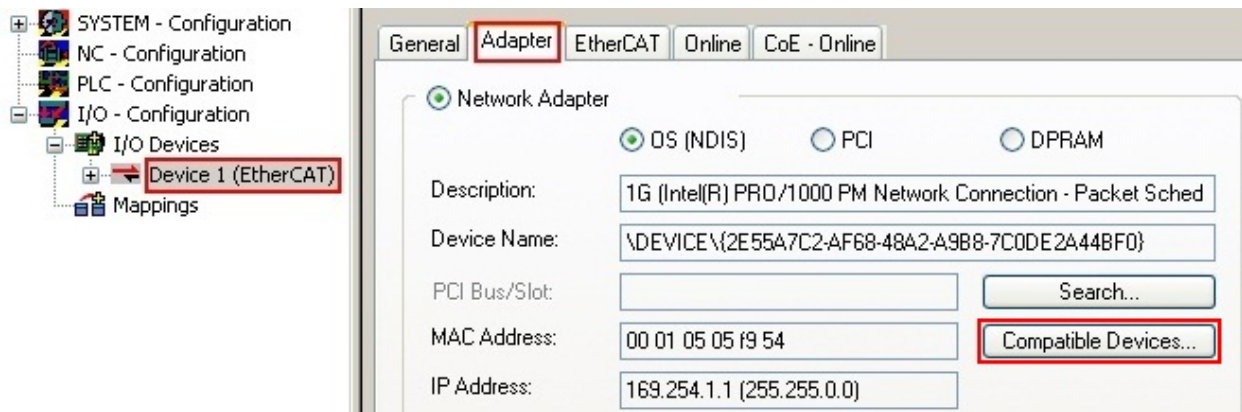 SYSTEM - Configuration
NC - Configuration
PLC - Configuration
I/O - Configuration
I/O Devices
Device 1 (EtherCAT)
Mappings
General Adapter EtherCAT Online CoE - Online
Network Adapter
OS (NDIS) PCI DPRAM
Description: 1G (Intel(R) PRO/1000 PM Network Connection - Packet Sched
Device Name: \DEVICE\{2E55A7C2-AF68-48A2-A9B8-7C0DE2A44BF0}
PCI Bus/Slot: Search...
MAC Address: 00 01 05 05 f9 54 Compatible Devices...
IP Address: 169.254.1.1 (255.255.0.0)